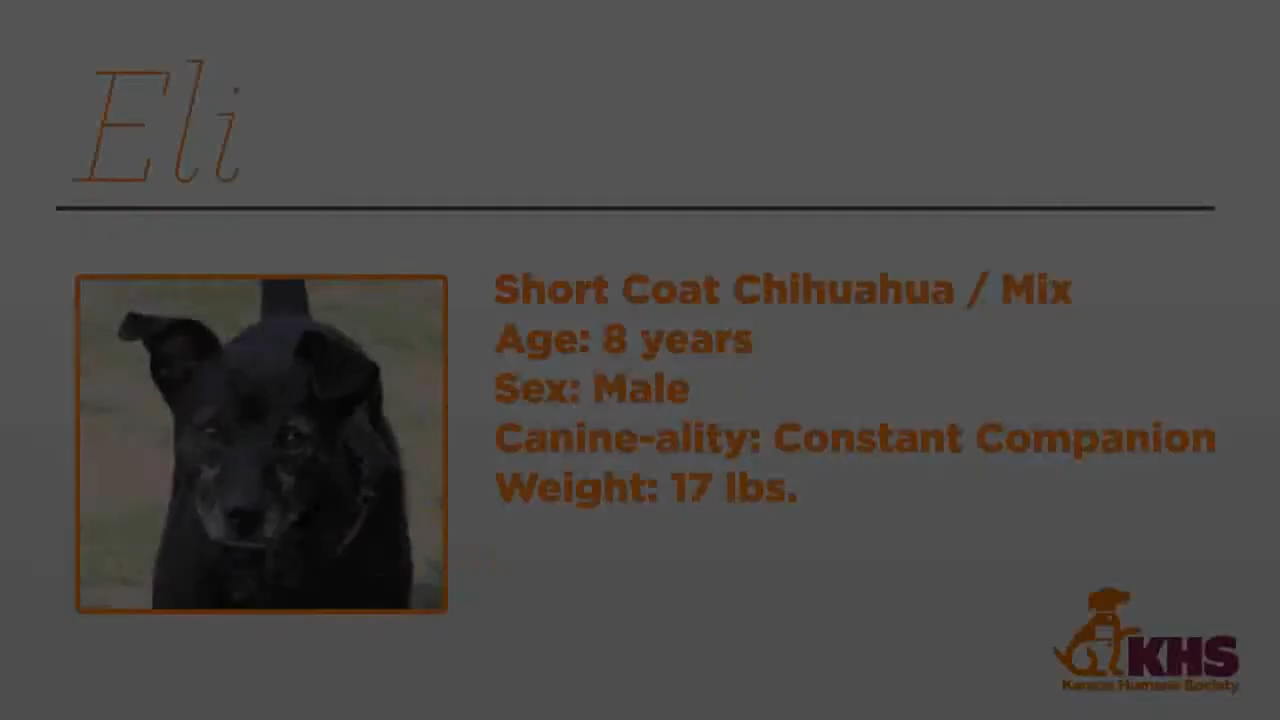 Eli
Short Coat Chihuahua / Mix
Age: 8 years
Sex: Male
Canine-ality: Constant Companion
Weight: 17 lbs.
KHS
Kansas Humane Society